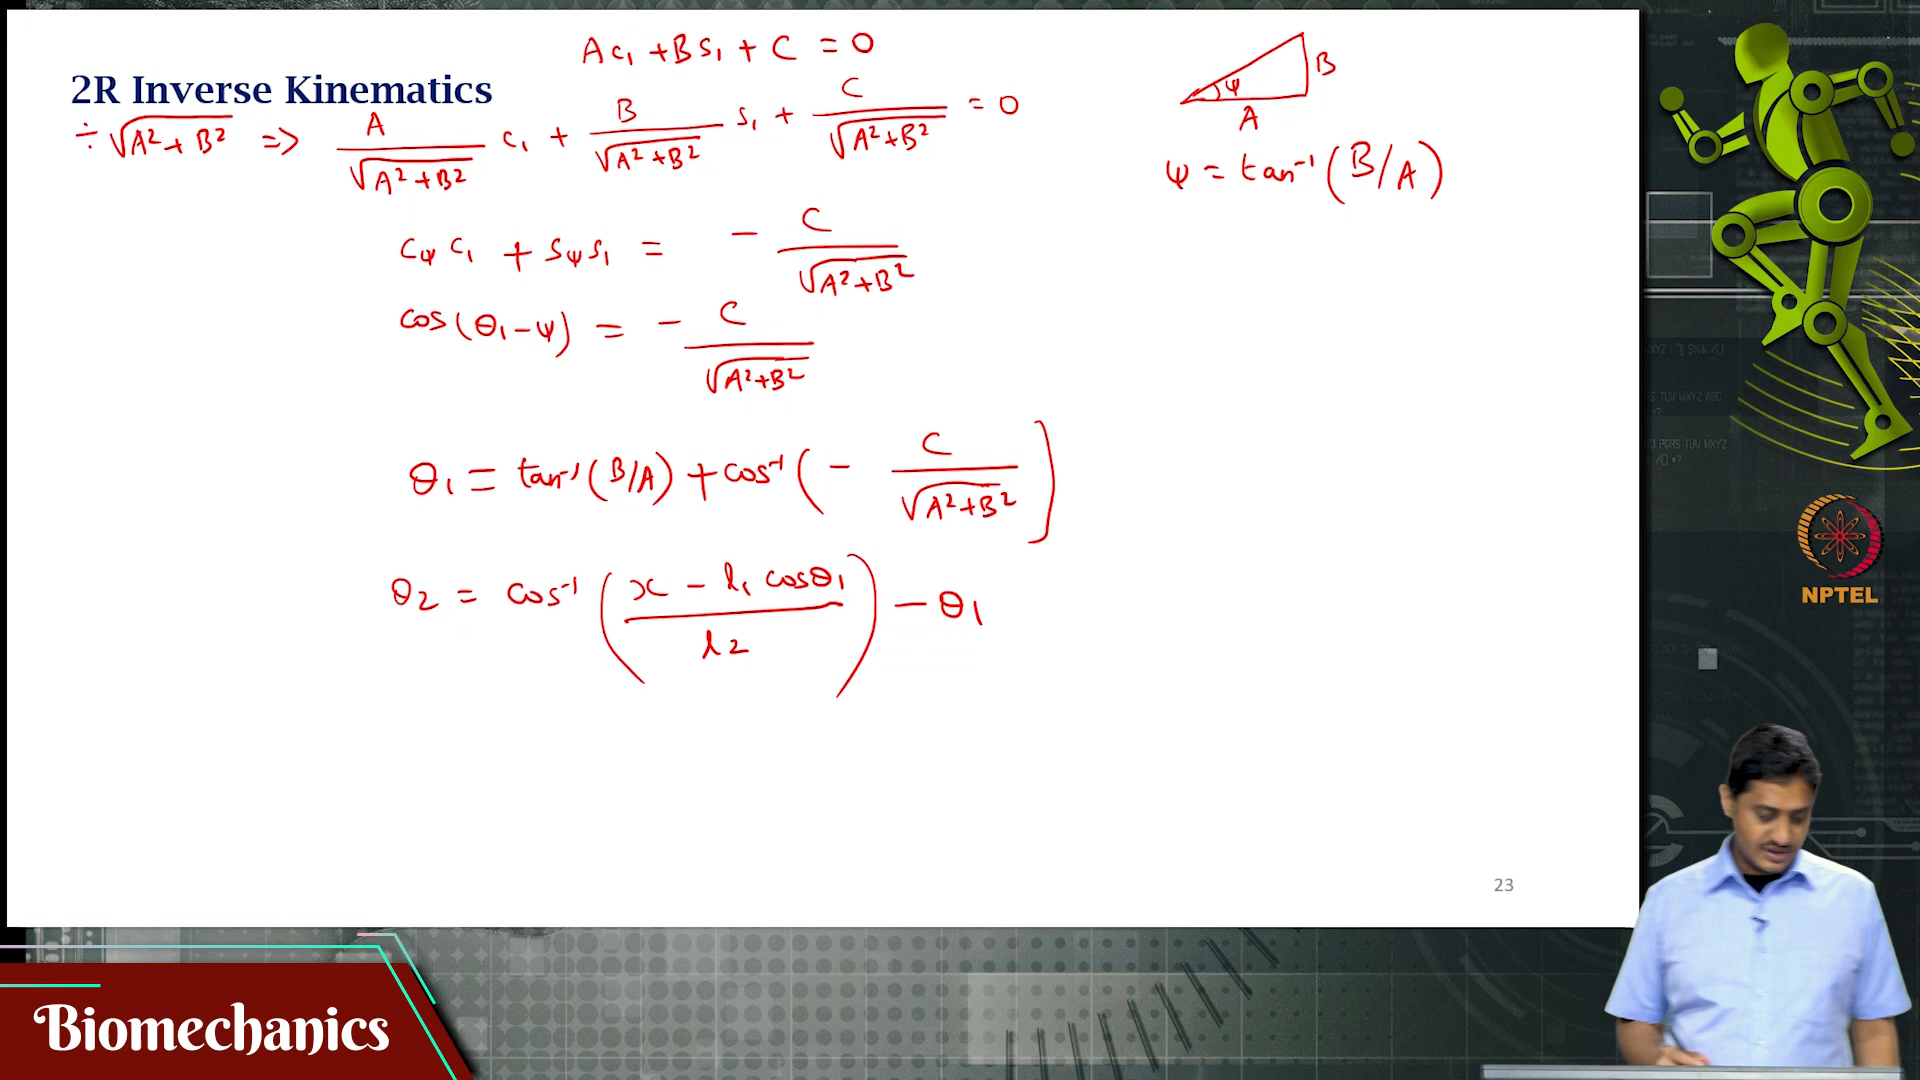 A c₁ + B s₁ + C = 0
2R Inverse Kinematics
÷ √(A² + B²) => A/√(A² + B²) c₁ + B/√(A² + B²) s₁ + C/√(A² + B²) = 0
B
ψ
A
ψ = tan⁻¹ (B/A)
cψ c₁ + sψ s₁ = - C/√(A² + B²)
cos(θ₁ - ψ) = - C/√(A² + B²)
θ₁ = tan⁻¹(B/A) + cos⁻¹ (- C/√(A² + B²)]
θ₂ = cos⁻¹ ((x - l₁ cosθ₁)/l₂) - θ₁
NPTEL
23
Biomechanics